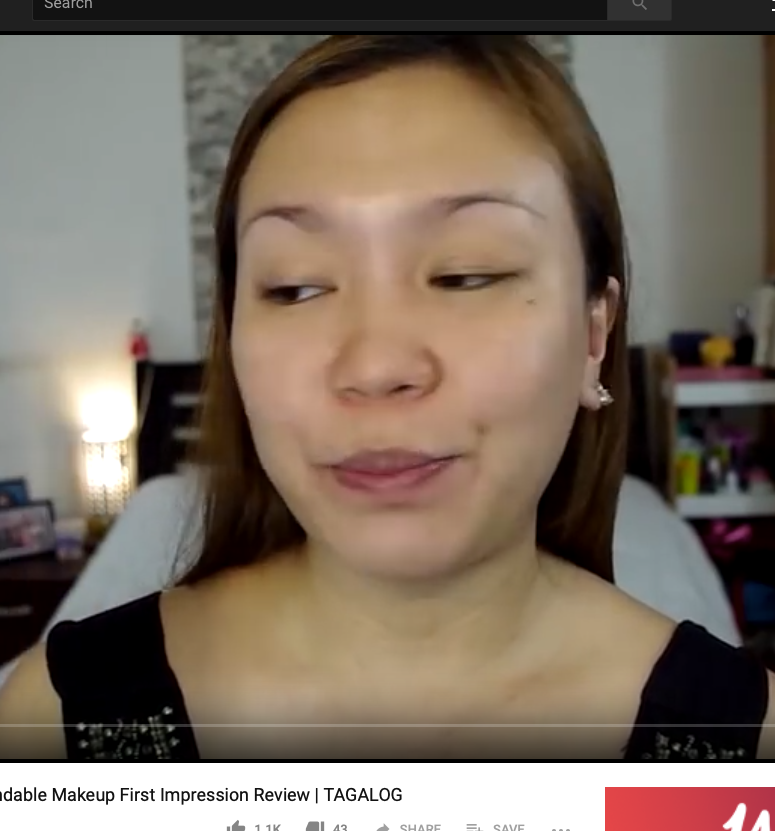 Search
ndable Makeup First Impression Review | TAGALOG
1.1K 43 SHARE SAVE